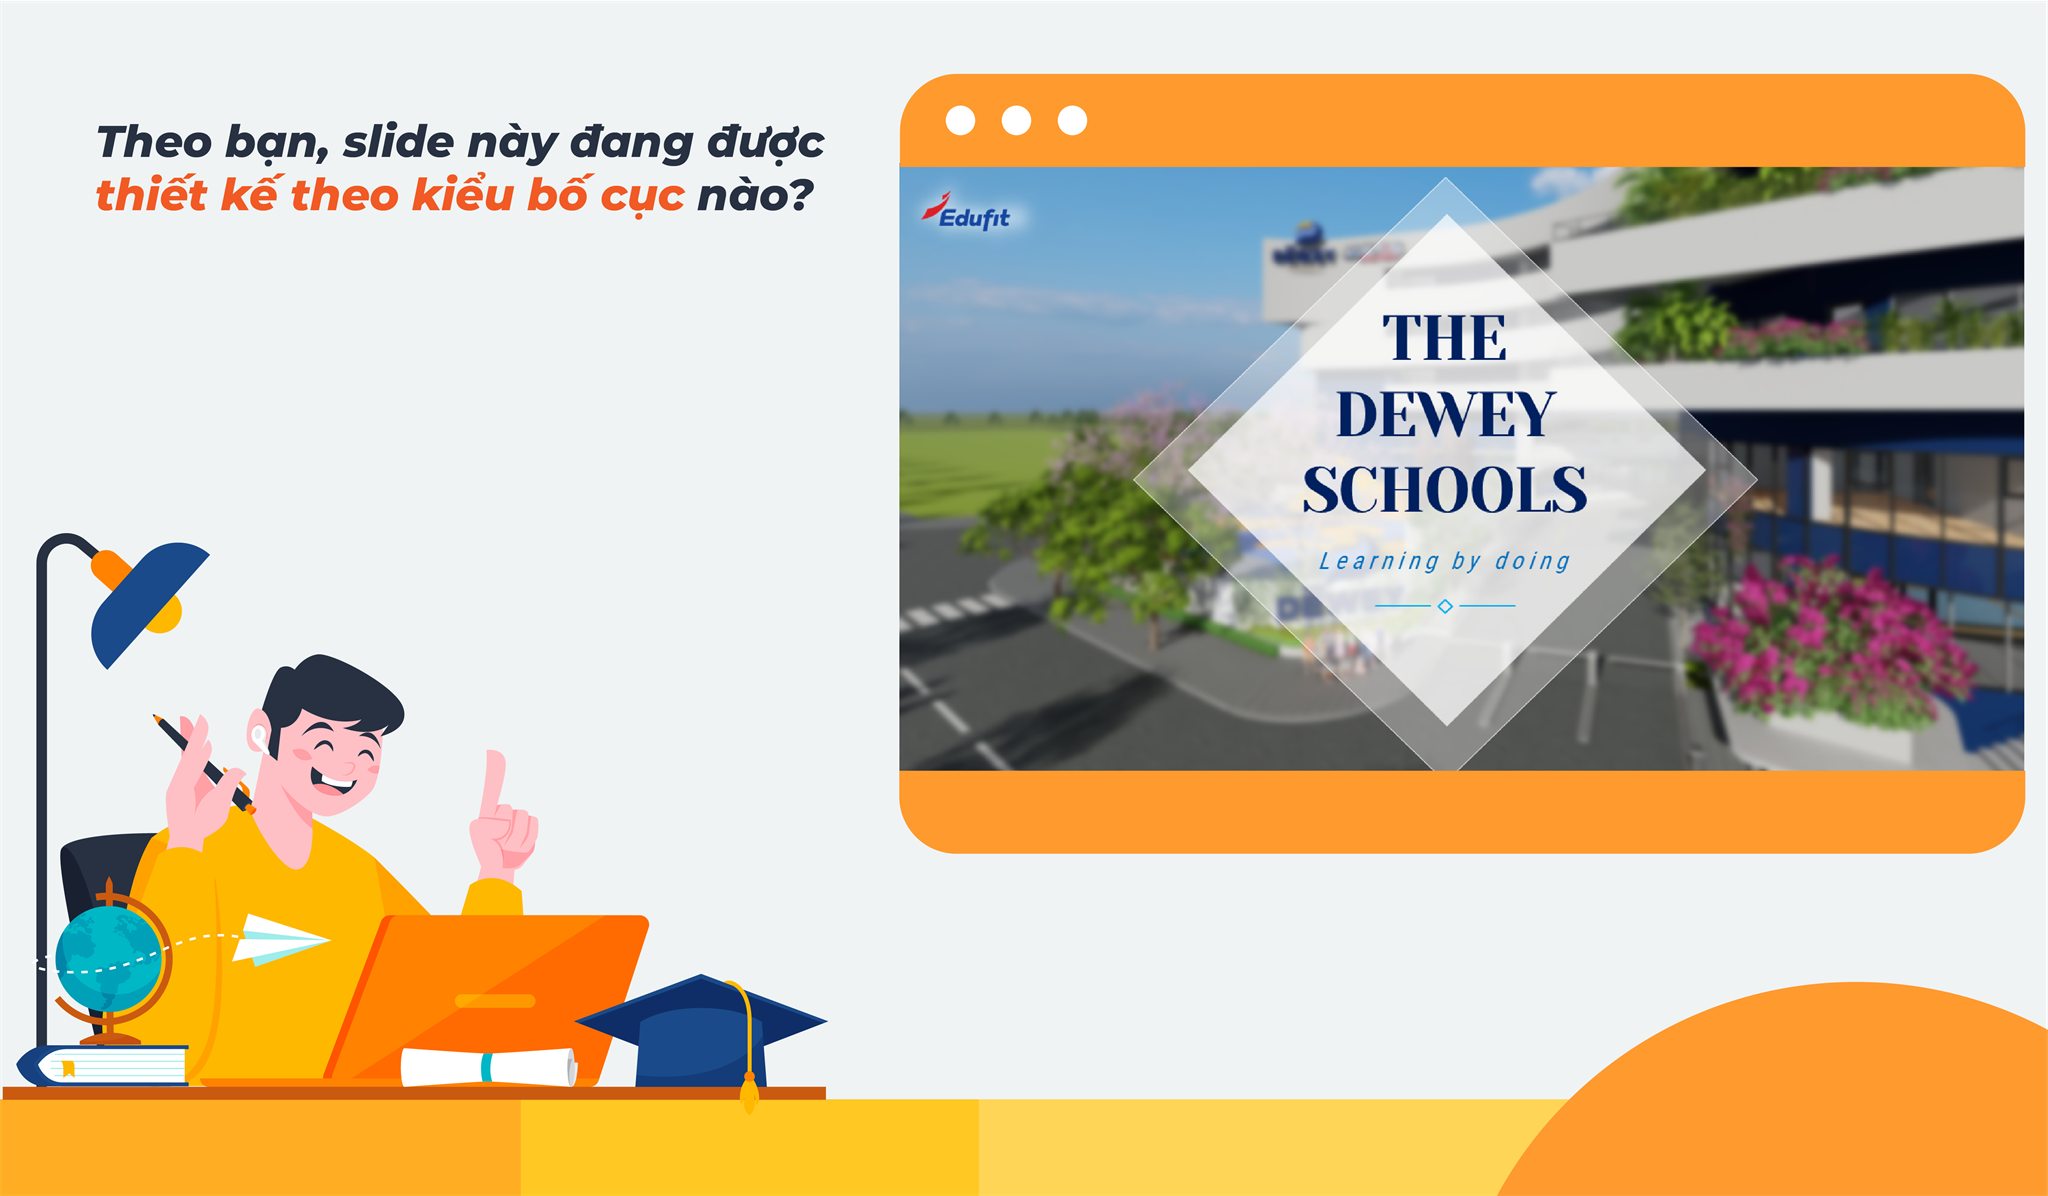 Theo bạn, slide này đang được
thiết kế theo kiểu bố cục nào?
Edufit
THE
DEWEY
SCHOOLS
Learning by doing
DEWEY